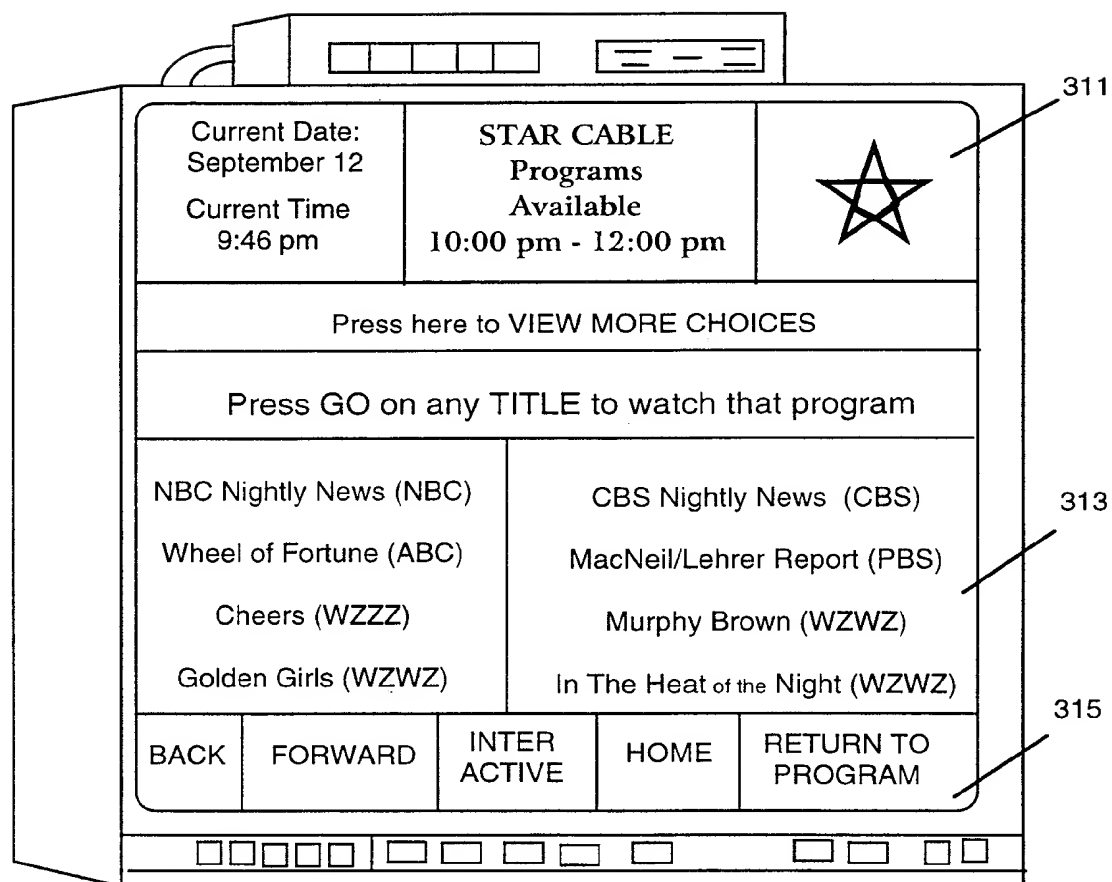 311
Current Date:
September 12
Current Time
9:46 pm
STAR CABLE
Programs
Available
10:00 pm - 12:00 pm
Press here to VIEW MORE CHOICES
Press GO on any TITLE to watch that program
NBC Nightly News (NBC)
Wheel of Fortune (ABC)
Cheers (WZZZ)
Golden Girls (WZWZ)
CBS Nightly News (CBS)
MacNeil/Lehrer Report (PBS)
Murphy Brown (WZWZ)
In The Heat of the Night (WZWZ)
313
BACK
FORWARD
INTER
ACTIVE
HOME
RETURN TO
PROGRAM
315